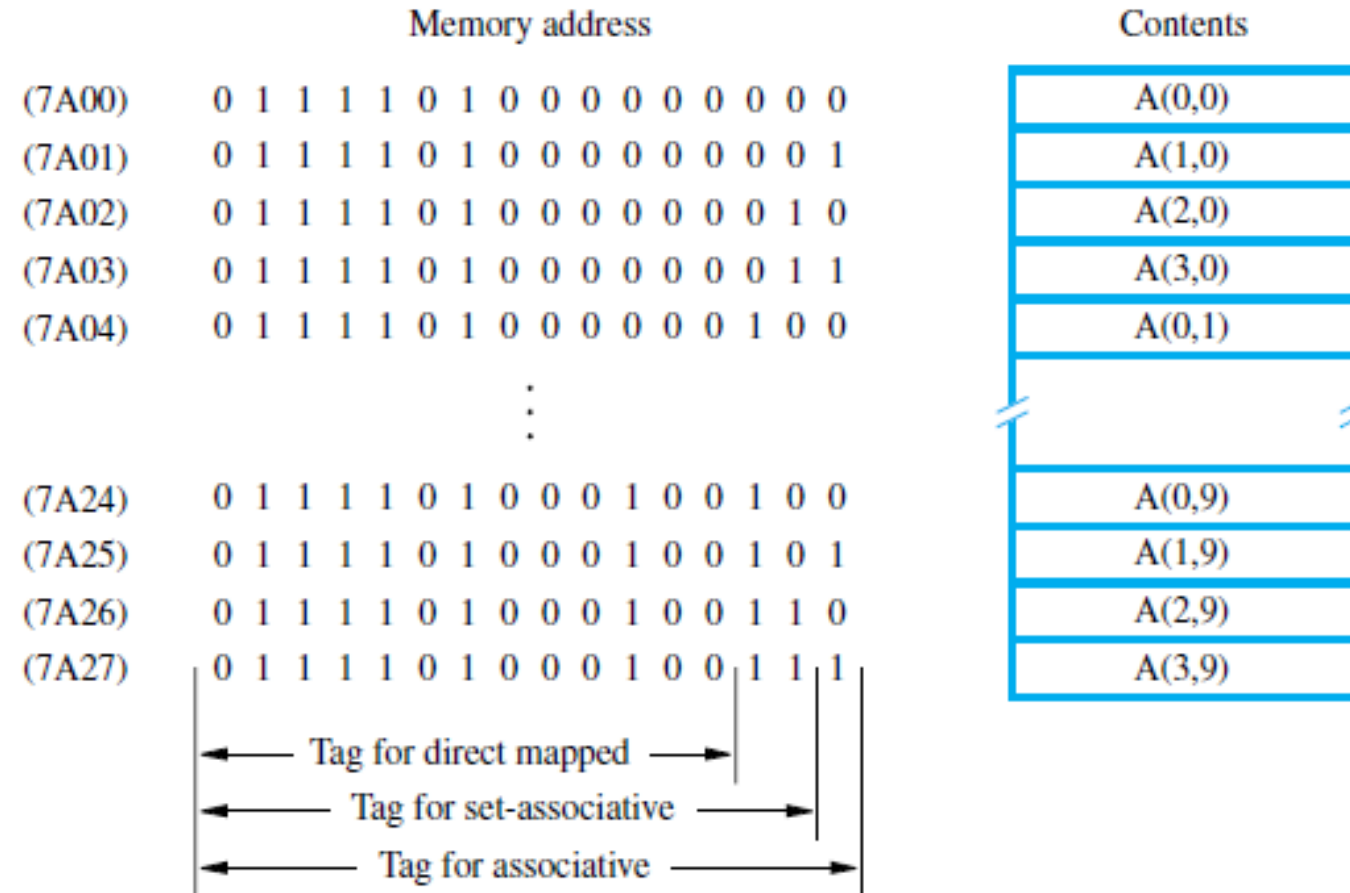 Memory address Contents
(7A00) 0 1 1 1 1 0 1 0 0 0 0 0 0 0 0 0 A(0,0)
(7A01) 0 1 1 1 1 0 1 0 0 0 0 0 0 0 0 1 A(1,0)
(7A02) 0 1 1 1 1 0 1 0 0 0 0 0 0 0 1 0 A(2,0)
(7A03) 0 1 1 1 1 0 1 0 0 0 0 0 0 0 1 1 A(3,0)
(7A04) 0 1 1 1 1 0 1 0 0 0 0 0 0 1 0 0 A(0,1)
(7A24) 0 1 1 1 1 0 1 0 0 0 1 0 0 1 0 0 A(0,9)
(7A25) 0 1 1 1 1 0 1 0 0 0 1 0 0 1 0 1 A(1,9)
(7A26) 0 1 1 1 1 0 1 0 0 0 1 0 0 1 1 0 A(2,9)
(7A27) 0 1 1 1 1 0 1 0 0 0 1 0 0 1 1 1 A(3,9)
Tag for direct mapped
Tag for set-associative
Tag for associative